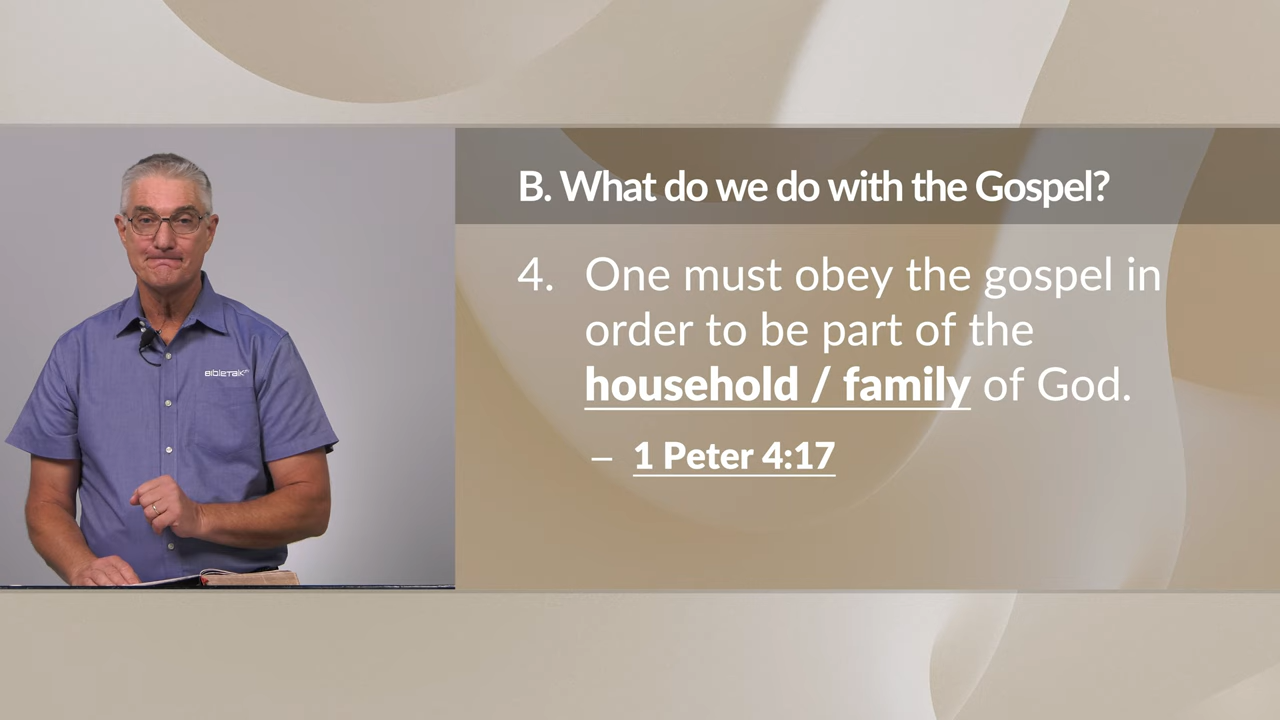 BibleTalk
B. What do we do with the Gospel?
4. One must obey the gospel in
order to be part of the
household / family of God.
– 1 Peter 4:17